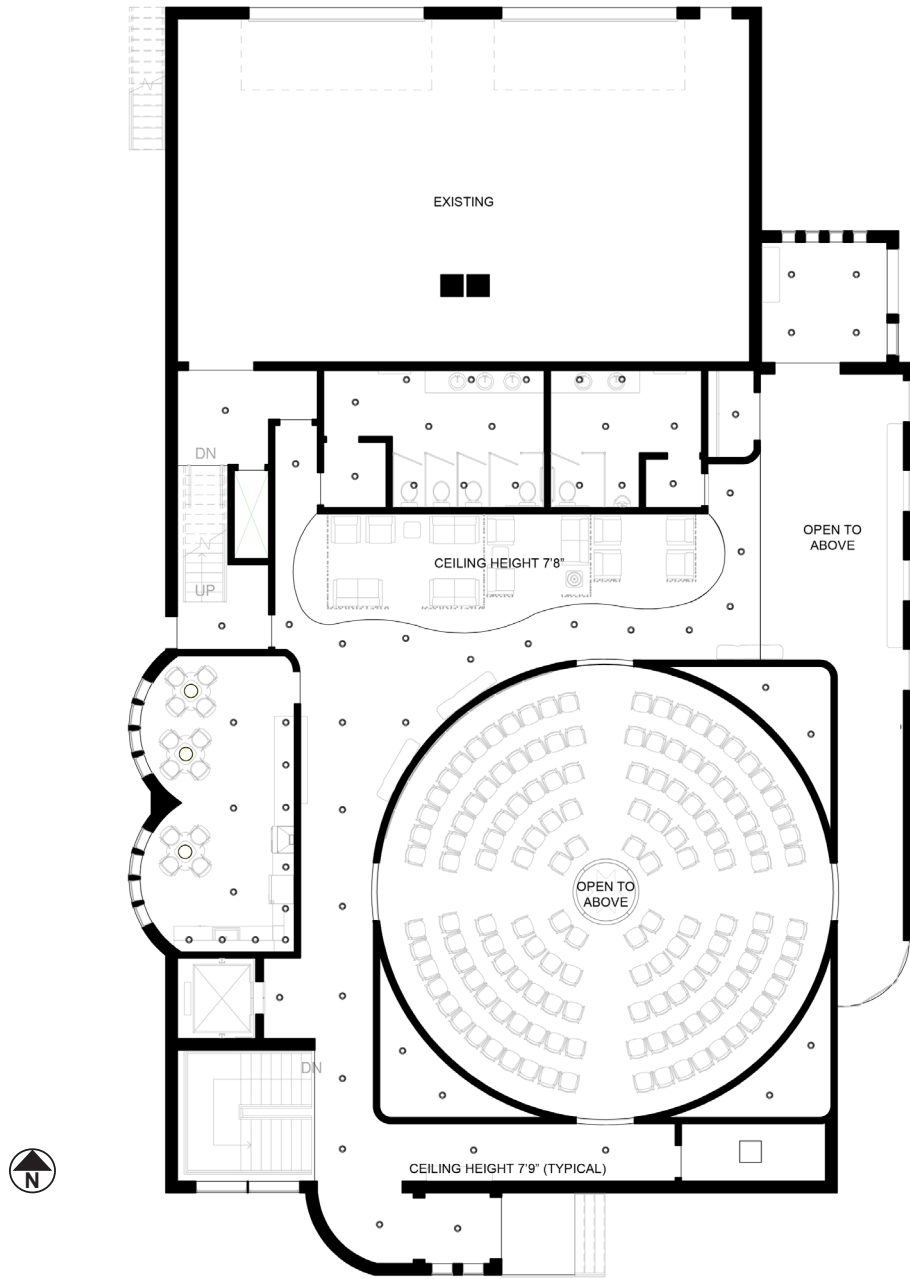 EXISTING
DN
OPEN TO
ABOVE
CEILING HEIGHT 7'8"
UP
OPEN TO
ABOVE
DN
CEILING HEIGHT 7'9" (TYPICAL)
N